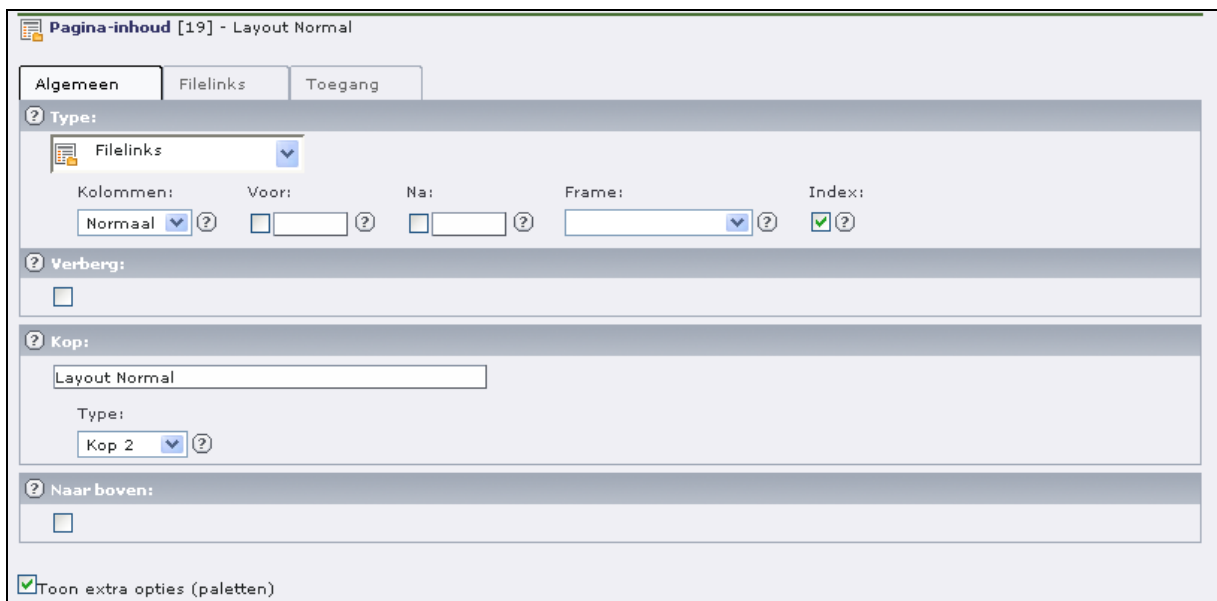 Pagina-inhoud [19] - Layout Normal
Algemeen Filelinks Toegang
Type:
Filelinks
Kolommen: Voor: Na: Frame: Index:
Normaal
Verberg:
Kop:
Layout Normal
Type:
Kop 2
Naar boven:
Toon extra opties (paletten)